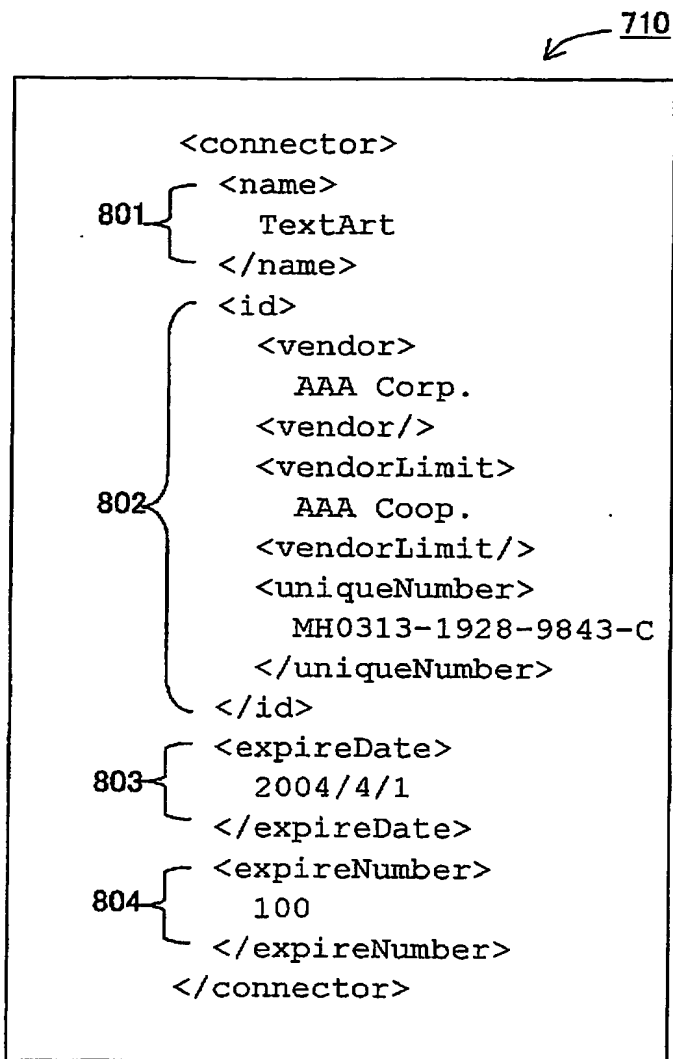 710
<connector>
<name>
801
TextArt
</name>
<id>
<vendor>
AAA Corp.
<vendor/>
<vendorLimit>
802
AAA Coop.
<vendorLimit/>
<uniqueNumber>
MH0313-1928-9843-C
</uniqueNumber>
</id>
<expireDate>
803
2004/4/1
</expireDate>
<expireNumber>
804
100
</expireNumber>
</connector>